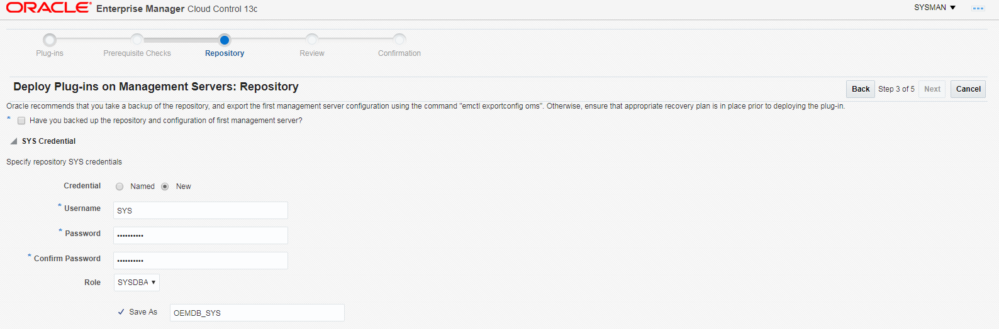 ORACLE Enterprise Manager Cloud Control 13c
SYSMAN
Plug-ins
Prerequisite Checks
Repository
Review
Confirmation
Deploy Plug-ins on Management Servers: Repository
Back Step 3 of 5 Next Cancel
Oracle recommends that you take a backup of the repository, and export the first management server configuration using the command "emctl exportconfig oms". Otherwise, ensure that appropriate recovery plan is in place prior to deploying the plug-in.
* Have you backed up the repository and configuration of first management server?
SYS Credential
Specify repository SYS credentials
Credential Named New
* Username SYS
* Password ••••••••••
* Confirm Password ••••••••••
Role SYSDBA
Save As OEMDB_SYS